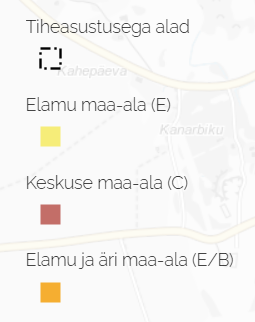 Tiheasustusega alad
Kahepaeva
Elamu maa-ala (E)
Kanarbiku
Keskuse maa-ala (C)
Elamu ja äri maa-ala (E/B)